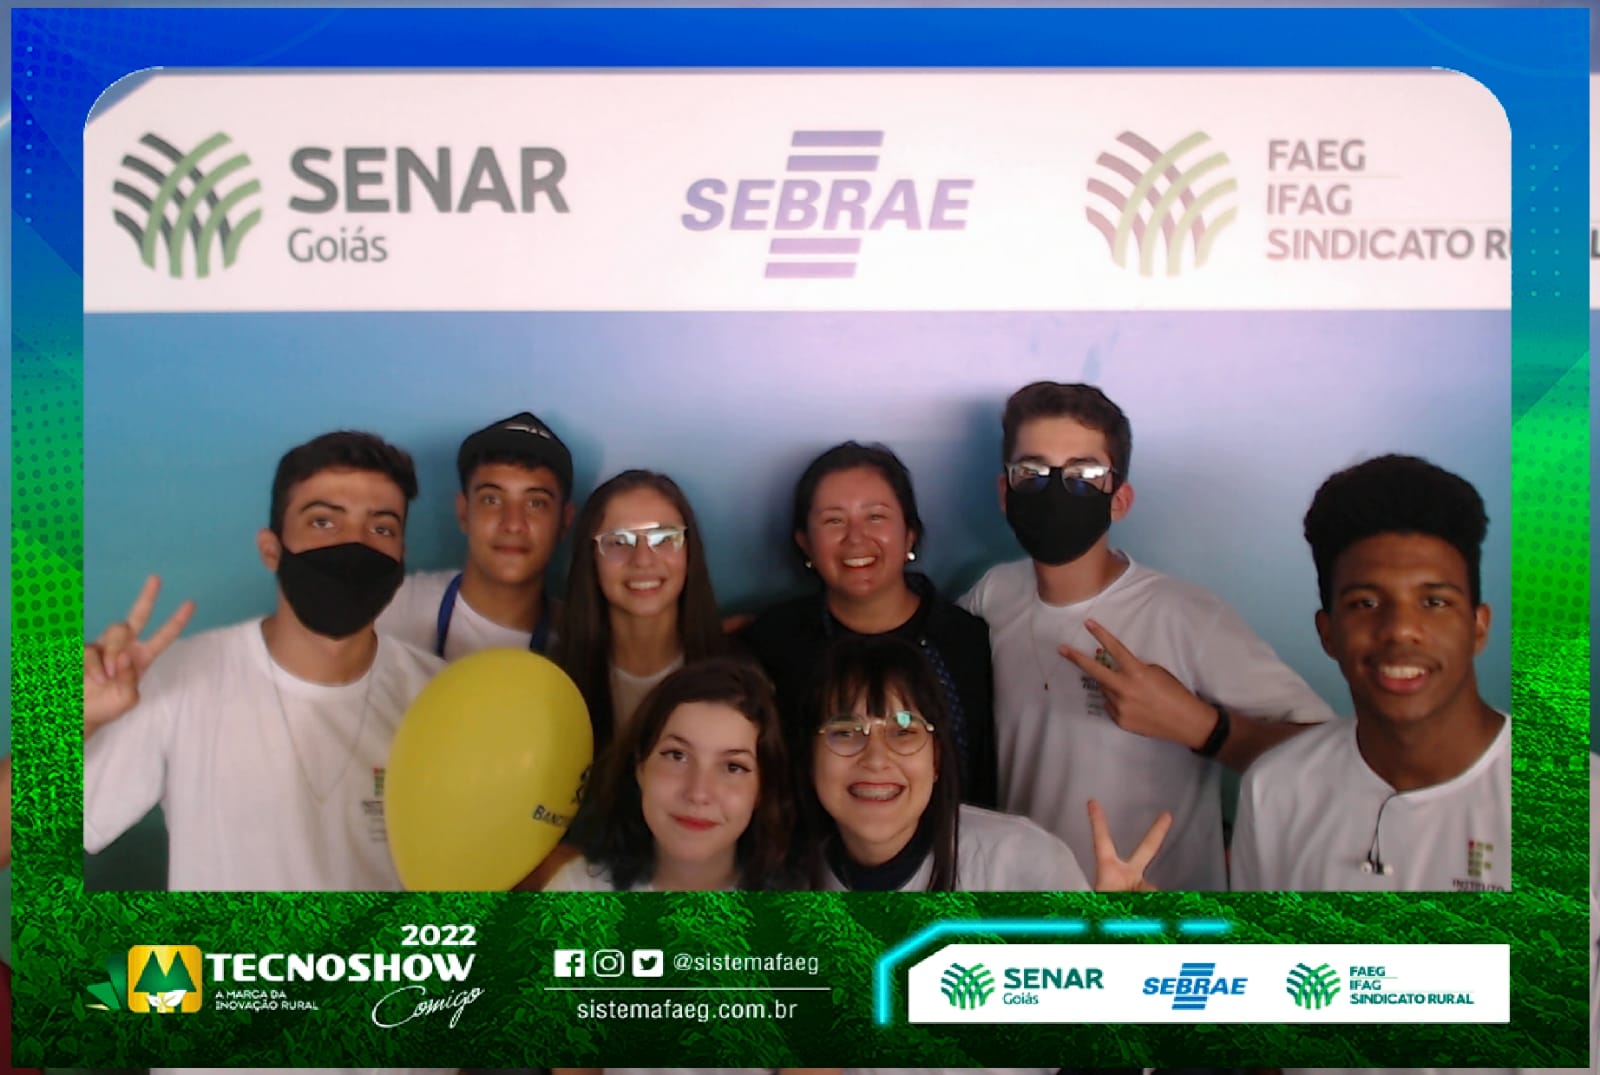 SENAR
Goiás
SEBRAE
FAEG
IFAG
SINDICATO
2022
TECNOSHOW
A MARCA DA
INOVAÇÃO RURAL
Comigo
@sistemafaeg
sistemafaeg.com.br
SENAR
Goiás
SEBRAE
FAEG
IFAG
SINDICATO RURAL